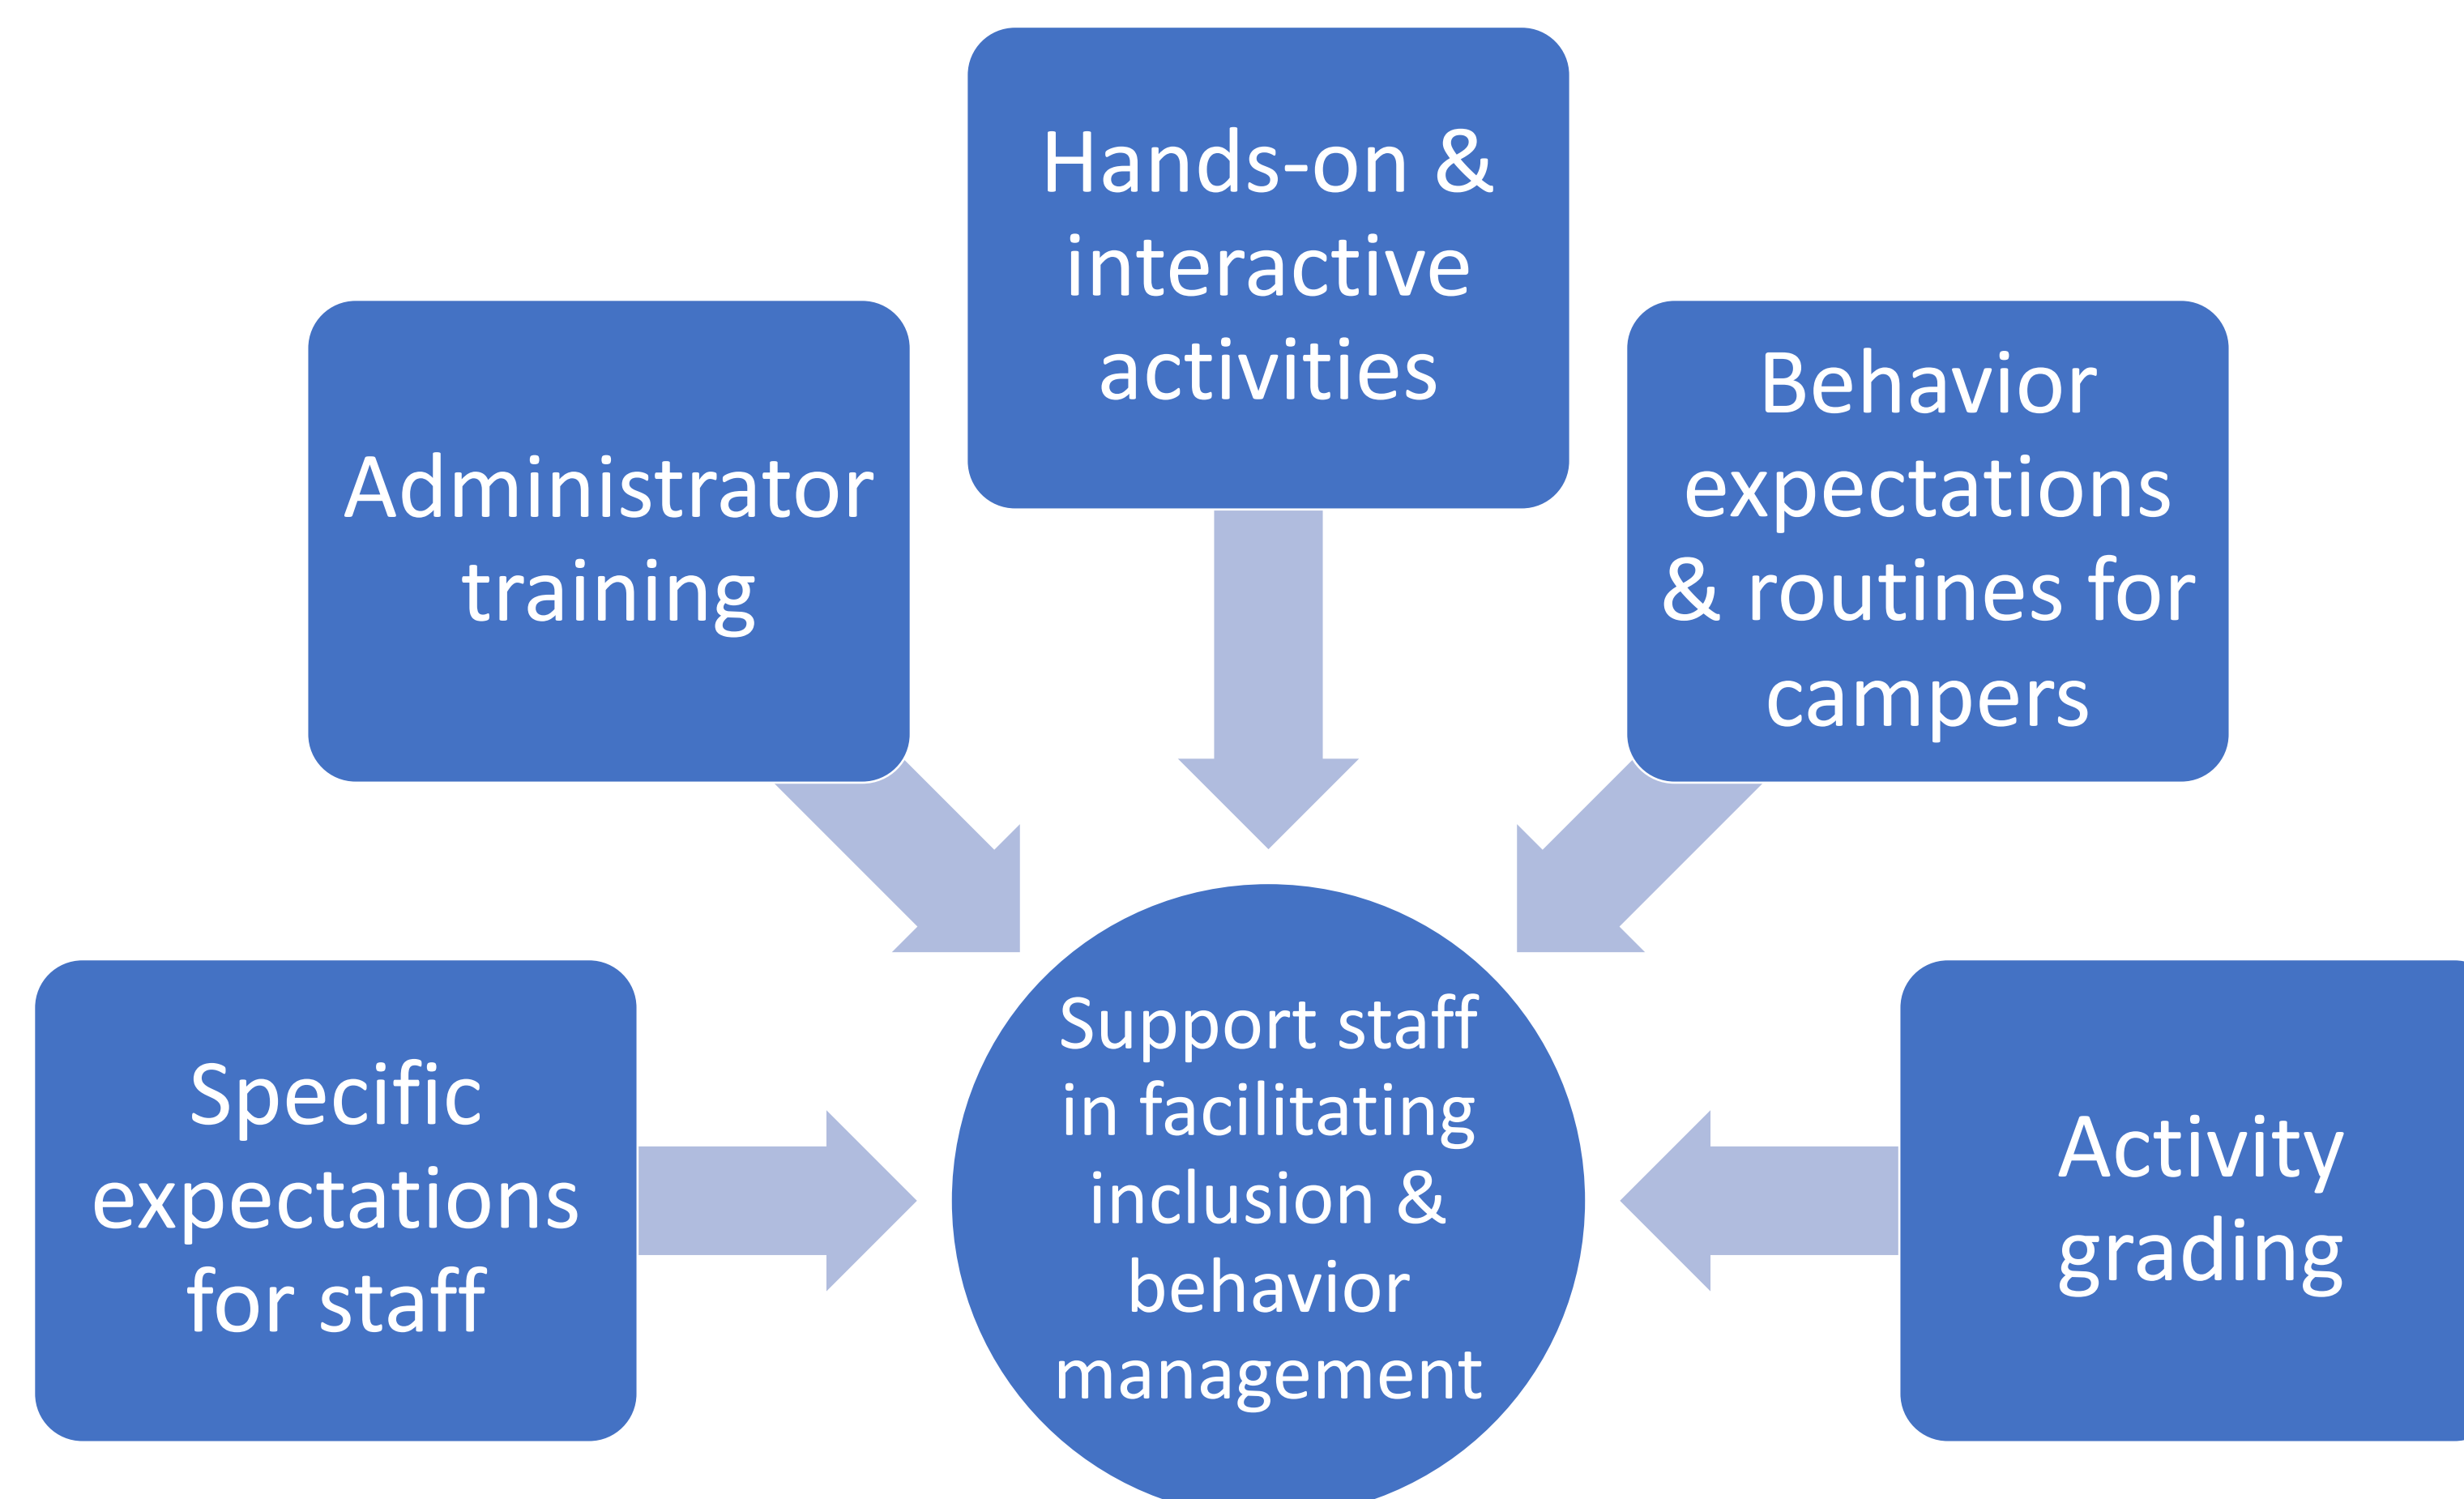 Hands-on &
interactive
activities
Administrator
training
Behavior
expectations
& routines for
campers
Specific
expectations
for staff
Support staff
in facilitating
inclusion &
behavior
management
Activity
grading